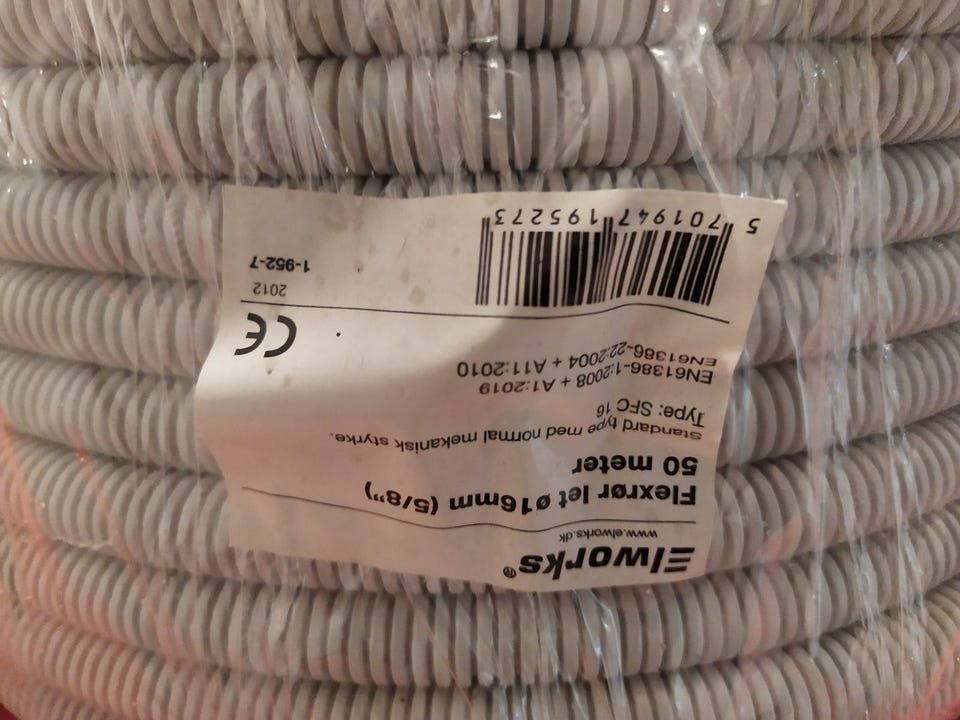 Elworks®
www.elworks.dk
Flexrør let ø16mm (5/8”)
50 meter
Standard type med normal mekanisk styrke.
Type: SFC 16
EN61386-1:2008 + A1:2019
EN61386-22:2004 + A11:2010
CE
2012
1-952-7
5 701947 195273